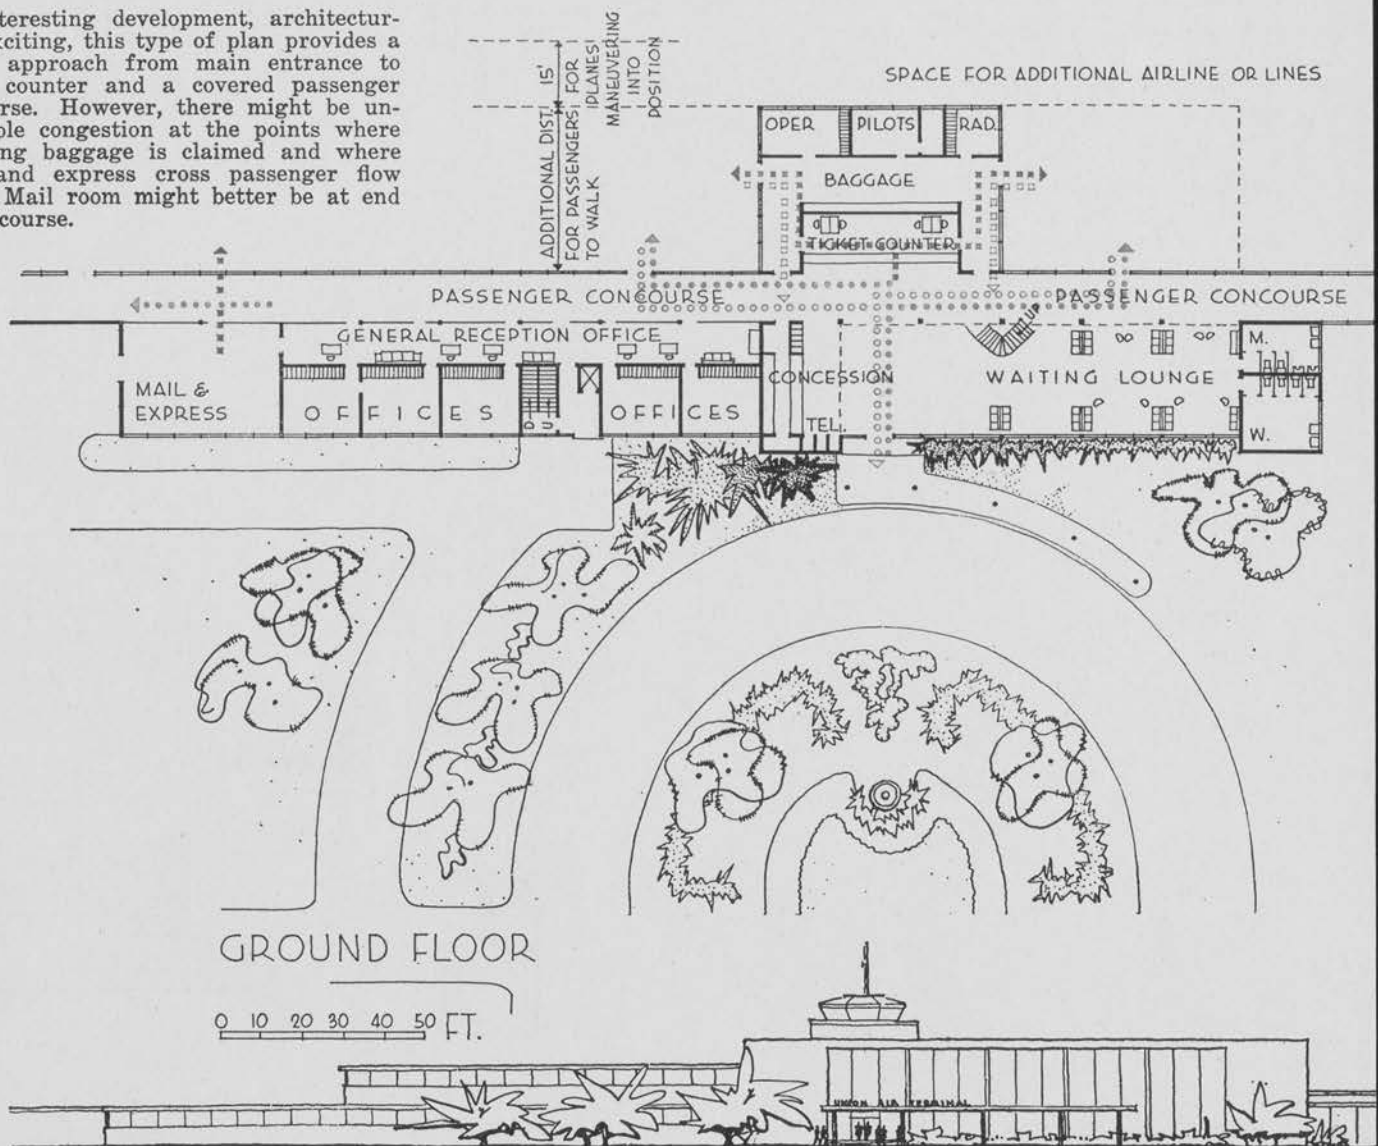 teresting development, architectur-
xciting, this type of plan provides a
approach from main entrance to
counter and a covered passenger
urse. However, there might be un-
ble congestion at the points where
ng baggage is claimed and where
and express cross passenger flow
Mail room might better be at end
course.
ADDITIONAL DIST. 15'
FOR PASSENGERS FOR
TO WALK PLANES
MANEUVERING
INTO
POSITION
SPACE FOR ADDITIONAL AIRLINE OR LINES
OPER PILOTS RAD.
BAGGAGE
TICKET COUNTER
PASSENGER CONCOURSE PASSENGER CONCOURSE
GENERAL RECEPTION OFFICE
UP
M.
MAIL &
EXPRESS
OFFICES
D
U
OFFICES
CONCESSION
TEL.
WAITING LOUNGE
W.
GROUND FLOOR
0 10 20 30 40 50 FT.
UNION AIR TERMINAL